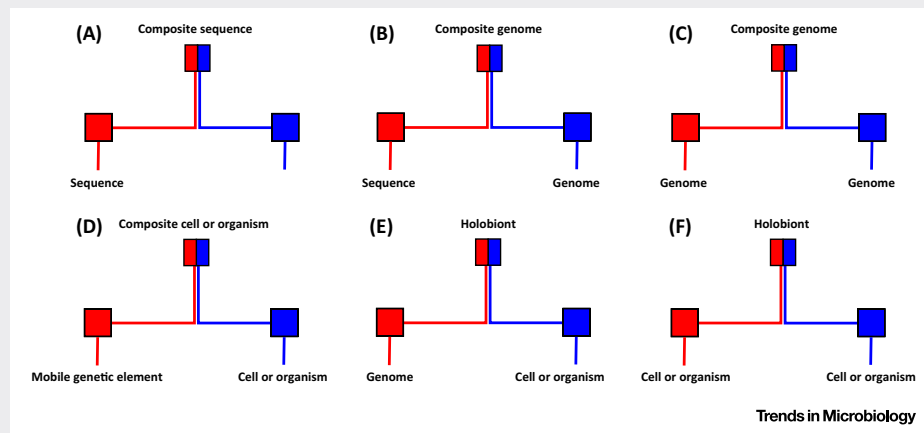 (A) Composite sequence
(B) Composite genome
(C) Composite genome
Sequence
Sequence Genome
Genome Genome
(D) Composite cell or organism
(E) Holobiont
(F) Holobiont
Mobile genetic element Cell or organism
Genome Cell or organism
Cell or organism Cell or organism
Trends in Microbiology